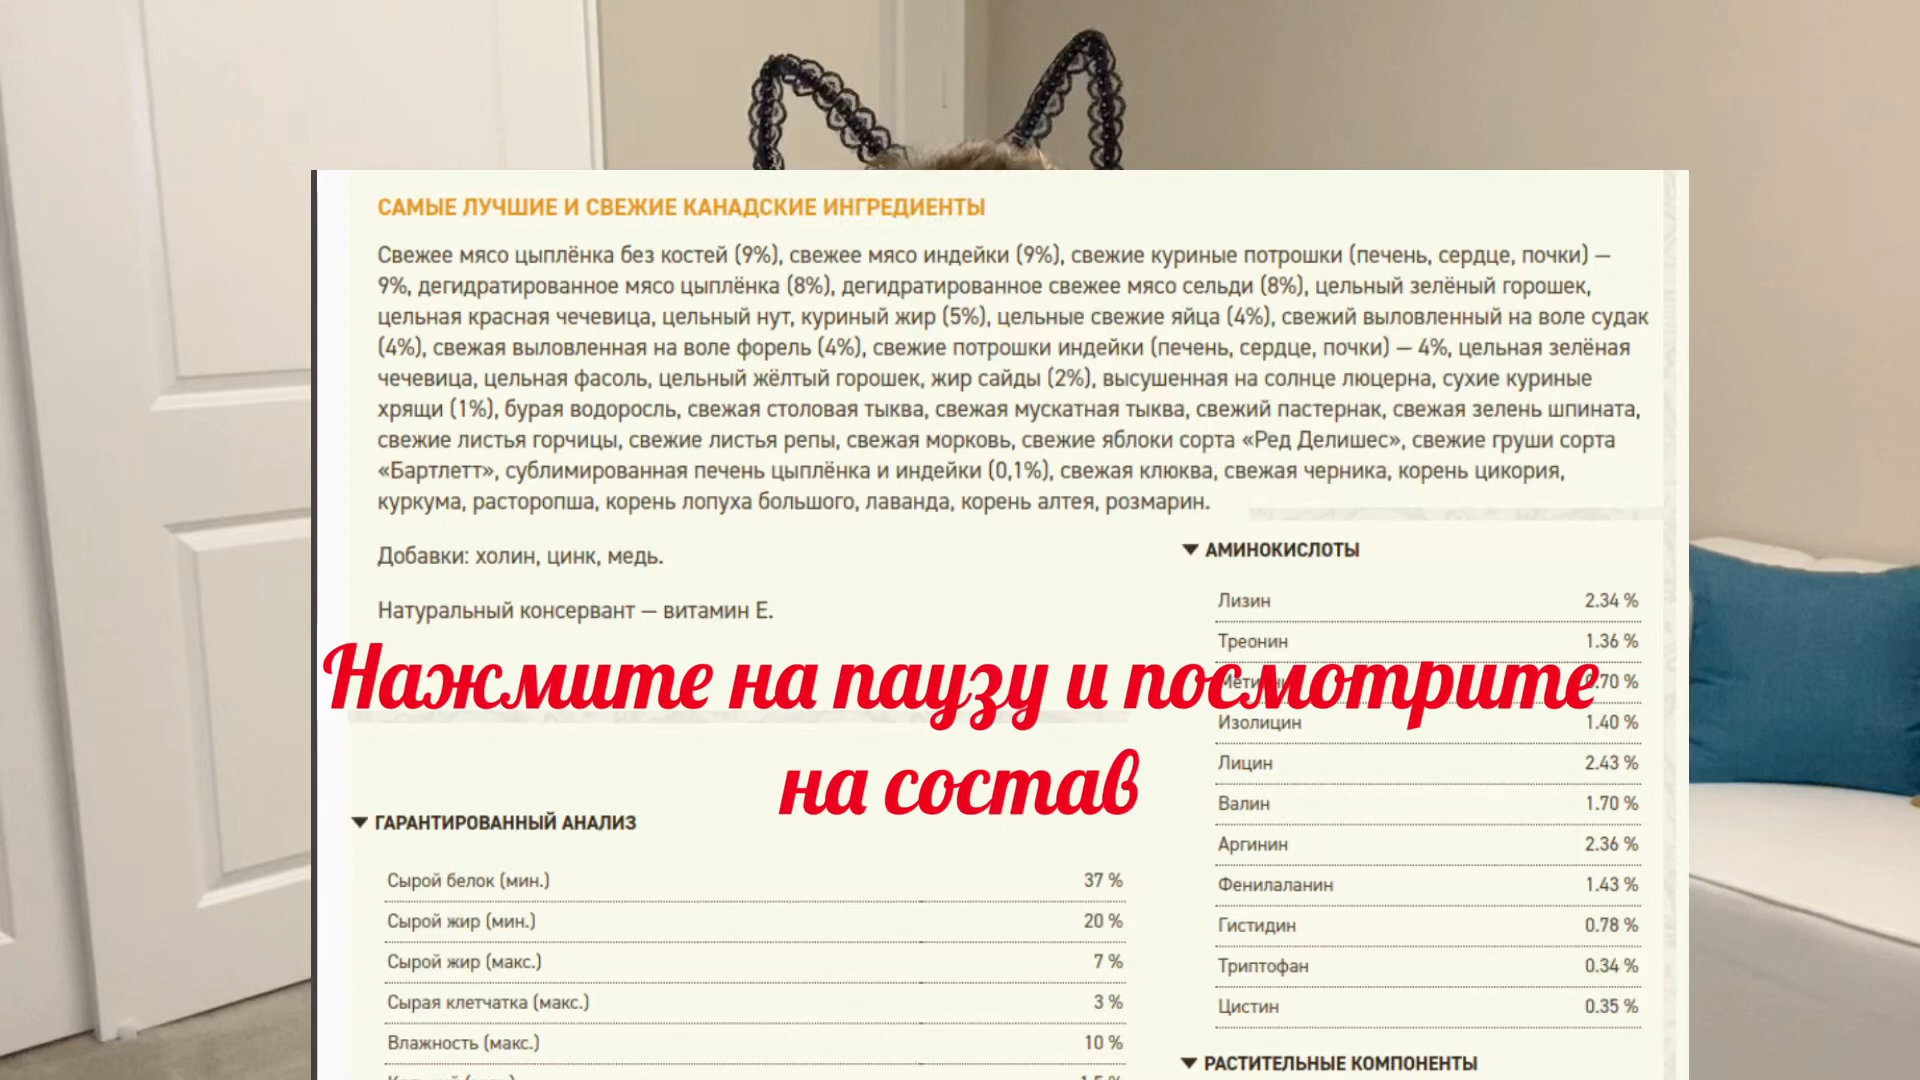 САМЫЕ ЛУЧШИЕ И СВЕЖИЕ КАНАДСКИЕ ИНГРЕДИЕНТЫ
Свежее мясо цыплёнка без костей (9%), свежее мясо индейки (9%), свежие куриные потрошки (печень, сердце, почки) —
9%, дегидратированное мясо цыплёнка (8%), дегидратированное свежее мясо сельди (8%), цельный зелёный горошек,
цельная красная чечевица, цельный нут, куриный жир (5%), цельные свежие яйца (4%), свежий выловленный на воле судак
(4%), свежая выловленная на воле форель (4%), свежие потрошки индейки (печень, сердце, почки) — 4%, цельная зелёная
чечевица, цельная фасоль, цельный жёлтый горошек, жир сайды (2%), высушенная на солнце люцерна, сухие куриные
хрящи (1%), бурая водоросль, свежая столовая тыква, свежая мускатная тыква, свежий пастернак, свежая зелень шпината,
свежие листья горчицы, свежие листья репы, свежая морковь, свежие яблоки сорта «Ред Делишес», свежие груши сорта
«Бартлетт», сублимированная печень цыплёнка и индейки (0,1%), свежая клюква, свежая черника, корень цикория,
куркума, расторопша, корень лопуха большого, лаванда, корень алтея, розмарин.
Добавки: холин, цинк, медь.
Натуральный консервант — витамин Е.
Нажмите на паузу и посмотрите
на состав
ГАРАНТИРОВАННЫЙ АНАЛИЗ
Сырой белок (мин.) 37 %
Сырой жир (мин.) 20 %
Сырой жир (макс.) 7 %
Сырая клетчатка (макс.) 3 %
Влажность (макс.) 10 %
АМИНОКИСЛОТЫ
Лизин 2.34 %
Треонин 1.36 %
Изолицин 1.40 %
Лицин 2.43 %
Валин 1.70 %
Аргинин 2.36 %
Фенилаланин 1.43 %
Гистидин 0.78 %
Триптофан 0.34 %
Цистин 0.35 %
РАСТИТЕЛЬНЫЕ КОМПОНЕНТЫ